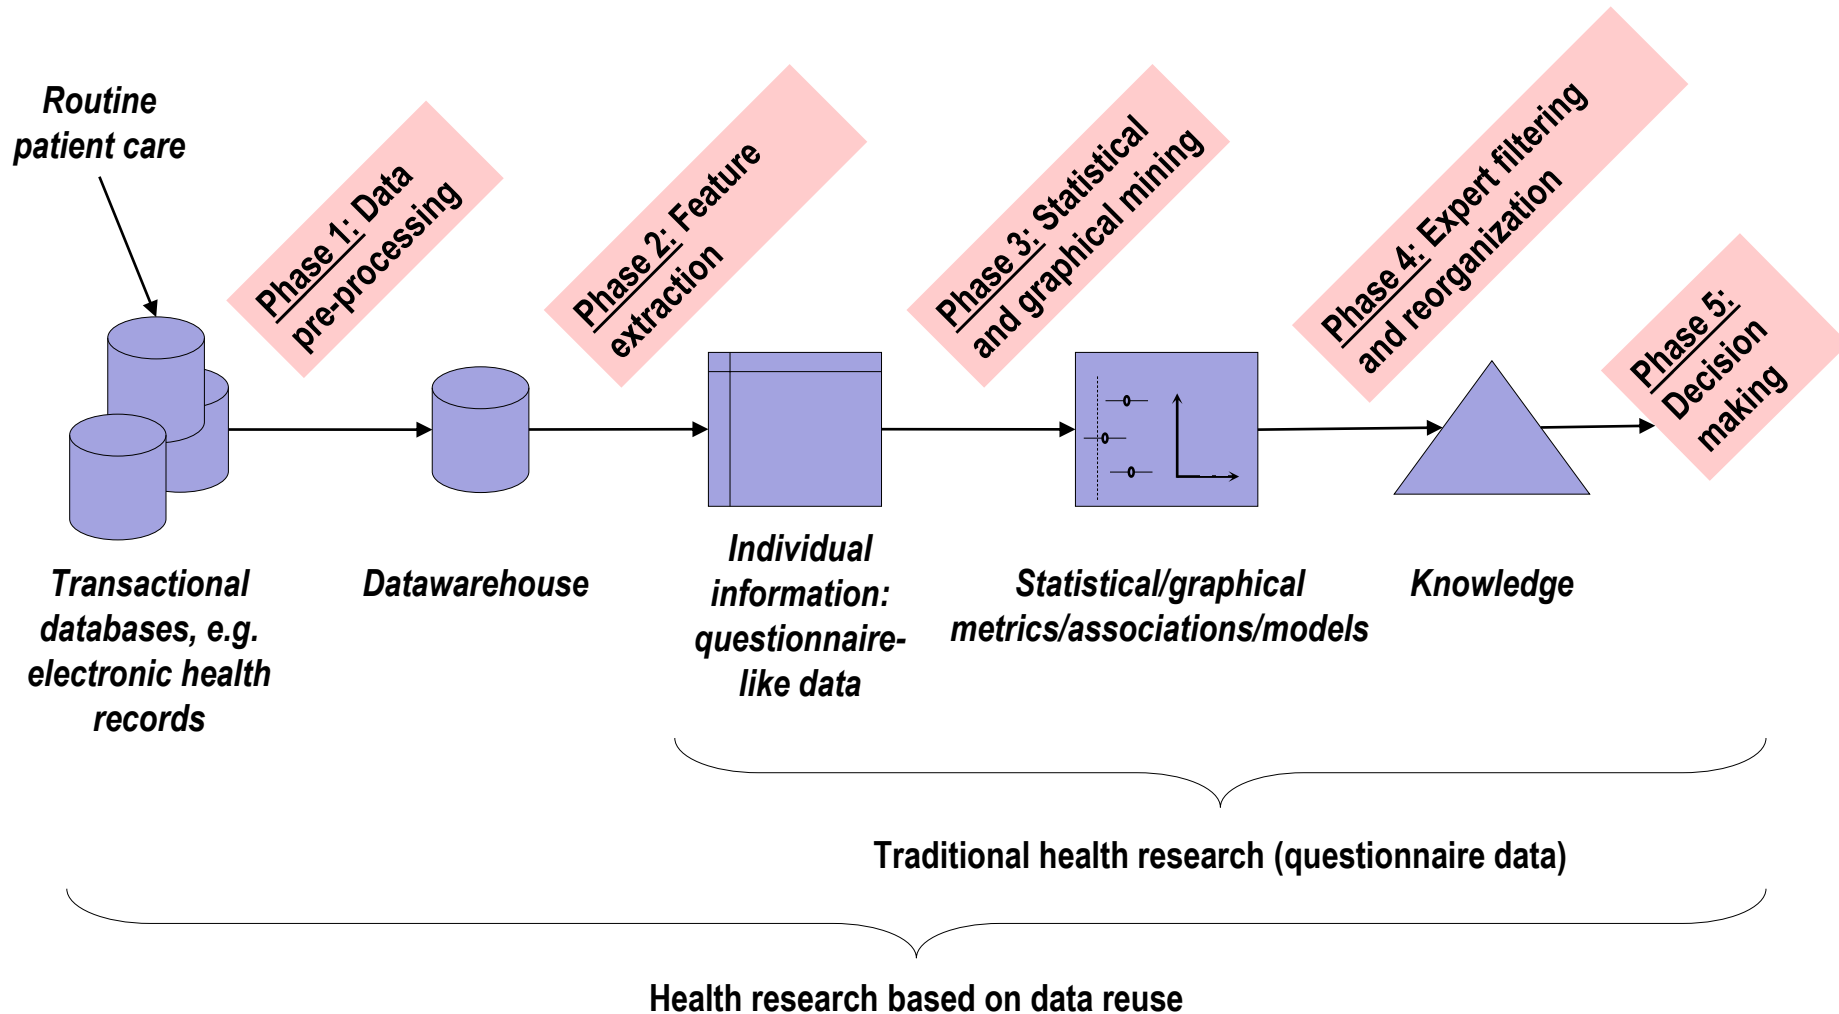 Routine
patient care
Phase 1: Data
pre-processing
Phase 2: Feature
extraction
Phase 3: Statistical
and graphical mining
Phase 4: Expert filtering
and reorganization
Phase 5:
Decision
making
Transactional
databases, e.g.
electronic health
records
Datawarehouse
Individual
information:
questionnaire-
like data
Statistical/graphical
metrics/associations/models
Knowledge
Traditional health research (questionnaire data)
Health research based on data reuse